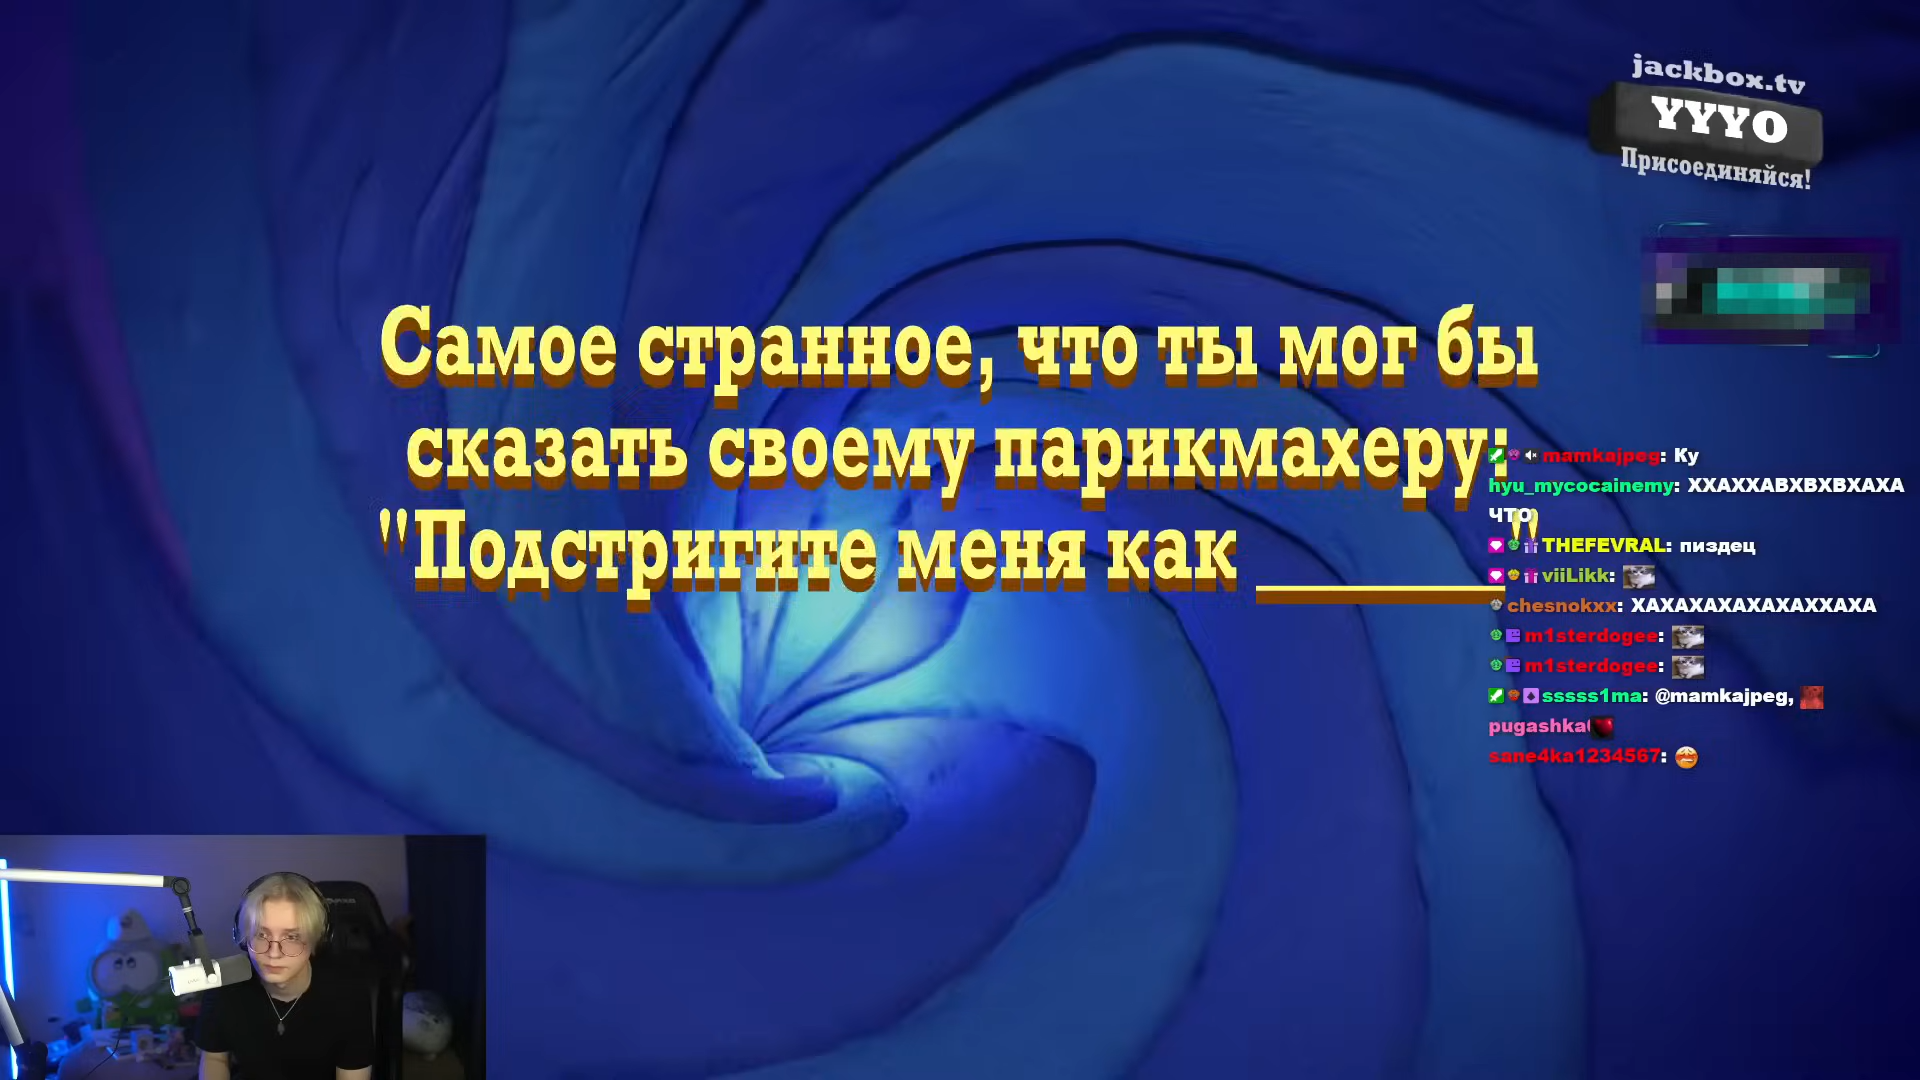 jackbox.tv
YYYO
Присоединяйся!
Самое странное, что ты мог бы
сказать своему парикмахеру:
"Подстригите меня как ______"
mamkajpeg: Ку
hyu_mycocainemy: ХХАХХАВХВХВХАХА
что
THEFEVRAL: пиздец
viiLikk:
chesnokxx: ХАХАХАХАХАХАХХАХА
m1sterdogee:
m1sterdogee:
sssss1ma: @mamkajpeg,
pugashka
sane4ka1234567: